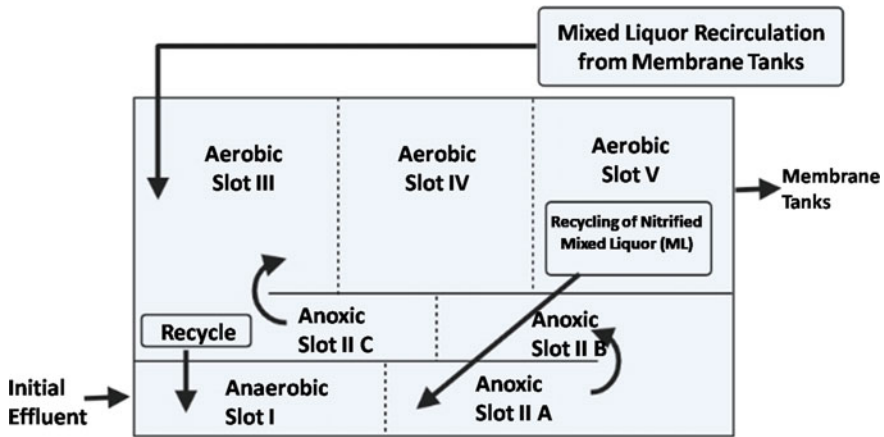 Mixed Liquor Recirculation
from Membrane Tanks
Aerobic
Slot III
Aerobic
Slot IV
Aerobic
Slot V
Membrane
Tanks
Recycling of Nitrified
Mixed Liquor (ML)
Recycle
Anoxic
Slot II C
Anoxic
Slot II B
Initial
Effluent
Anaerobic
Slot I
Anoxic
Slot II A